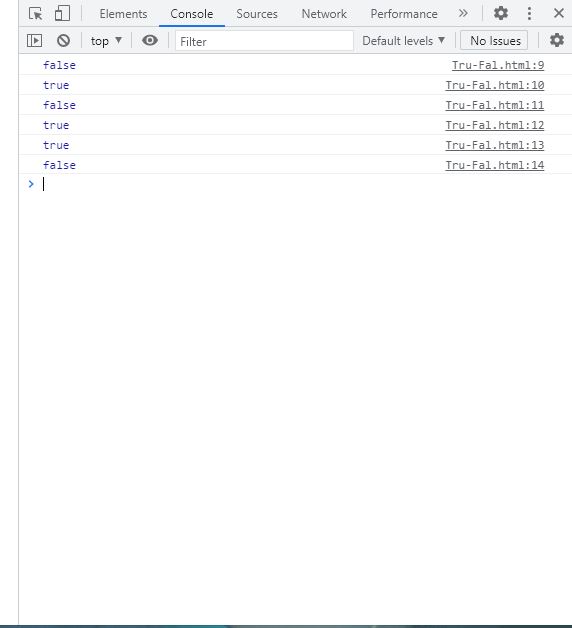 Elements Console Sources Network Performance »
top ▼ Filter Default levels ▼ No Issues
false Tru-Fal.html:9
true Tru-Fal.html:10
false Tru-Fal.html:11
true Tru-Fal.html:12
true Tru-Fal.html:13
false Tru-Fal.html:14
>